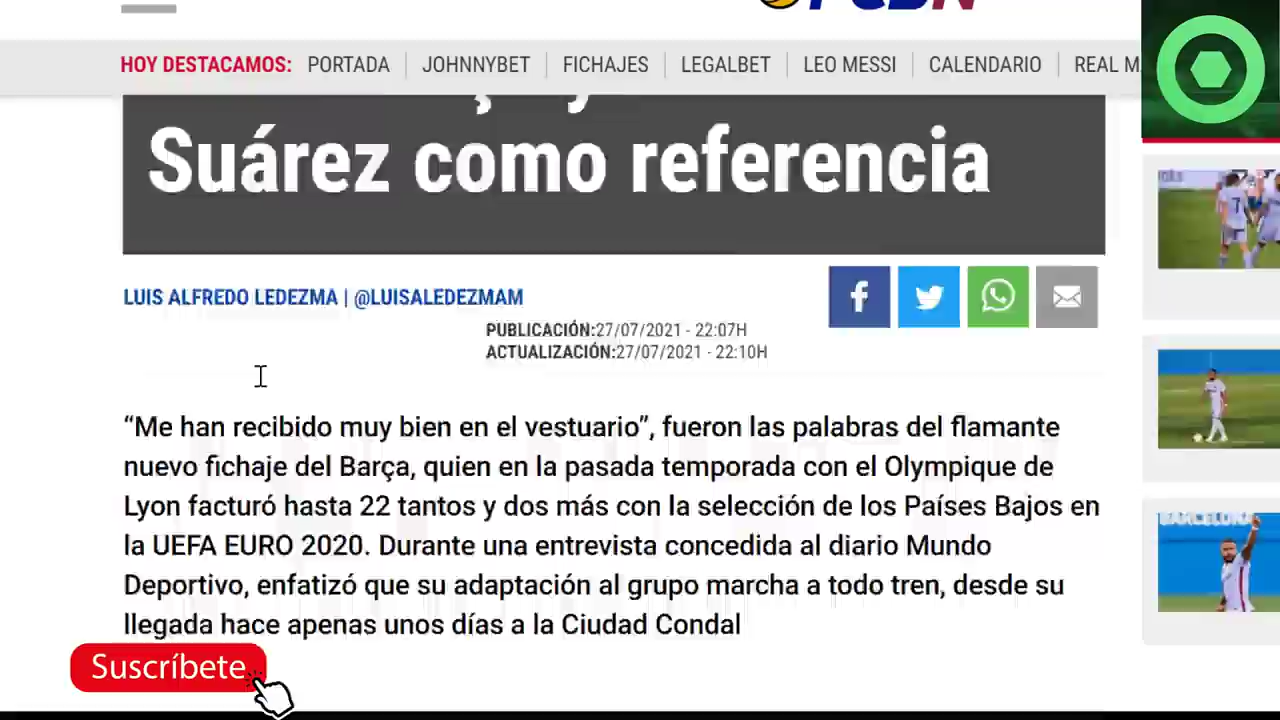 HOY DESTACAMOS: PORTADA JOHNNYBET FICHAJES LEGALBET LEO MESSI CALENDARIO REAL M
Suárez como referencia
LUIS ALFREDO LEDEZMA | @LUISALEDEZMAM
PUBLICACIÓN:27/07/2021 - 22:07H
ACTUALIZACIÓN:27/07/2021 - 22:10H
“Me han recibido muy bien en el vestuario”, fueron las palabras del flamante
nuevo fichaje del Barça, quien en la pasada temporada con el Olympique de
Lyon facturó hasta 22 tantos y dos más con la selección de los Países Bajos en
la UEFA EURO 2020. Durante una entrevista concedida al diario Mundo
Deportivo, enfatizó que su adaptación al grupo marcha a todo tren, desde su
llegada hace apenas unos días a la Ciudad Condal
Suscríbete